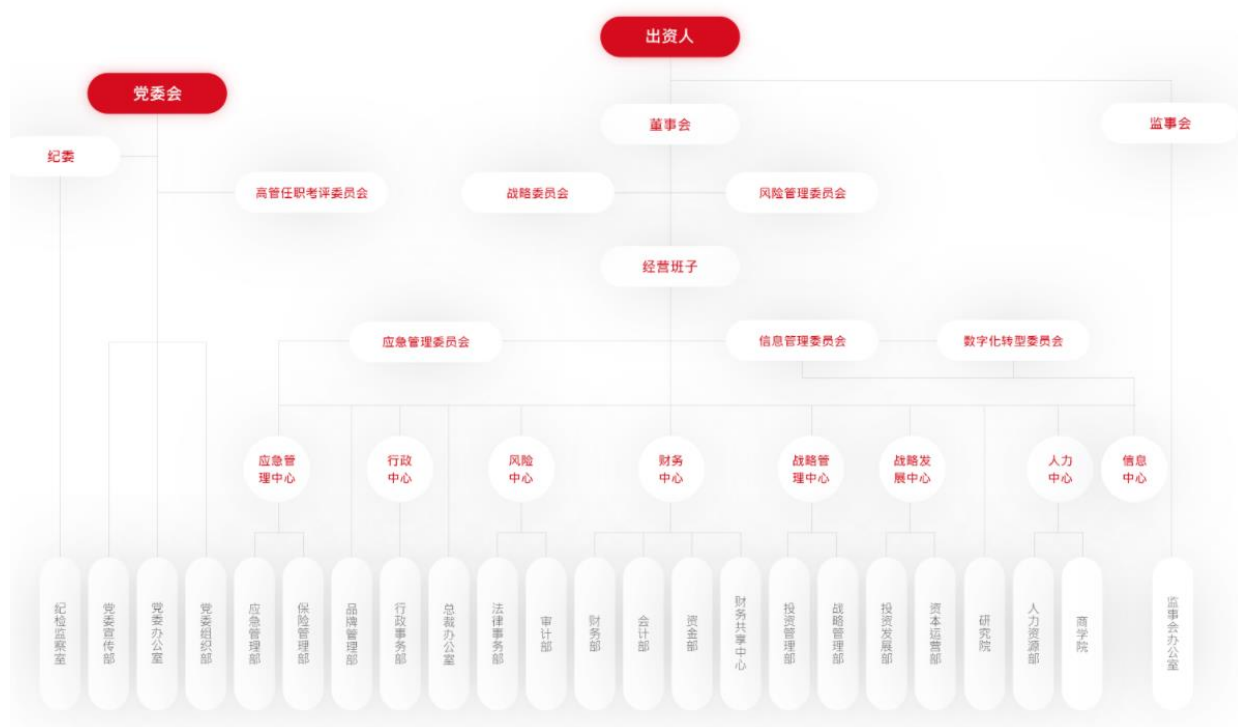 出资人
党委会
董事会
监事会
纪委
高管任职考评委员会
战略委员会
风险管理委员会
经营班子
应急管理委员会
信息管理委员会
数字化转型委员会
应急管
理中心
行政
中心
风险
中心
财务
中心
战略管
理中心
战略发
展中心
人力
中心
信息
中心
纪检监察室
党委宣传部
党委办公室
党委组织部
应急管理部
保险管理部
品牌管理部
行政事务部
总裁办公室
法律事务部
审计部
财务部
会计部
资金部
财务共享中心
投资管理部
战略管理部
投资发展部
资本运营部
研究院
人力资源部
商学院
监事会办公室